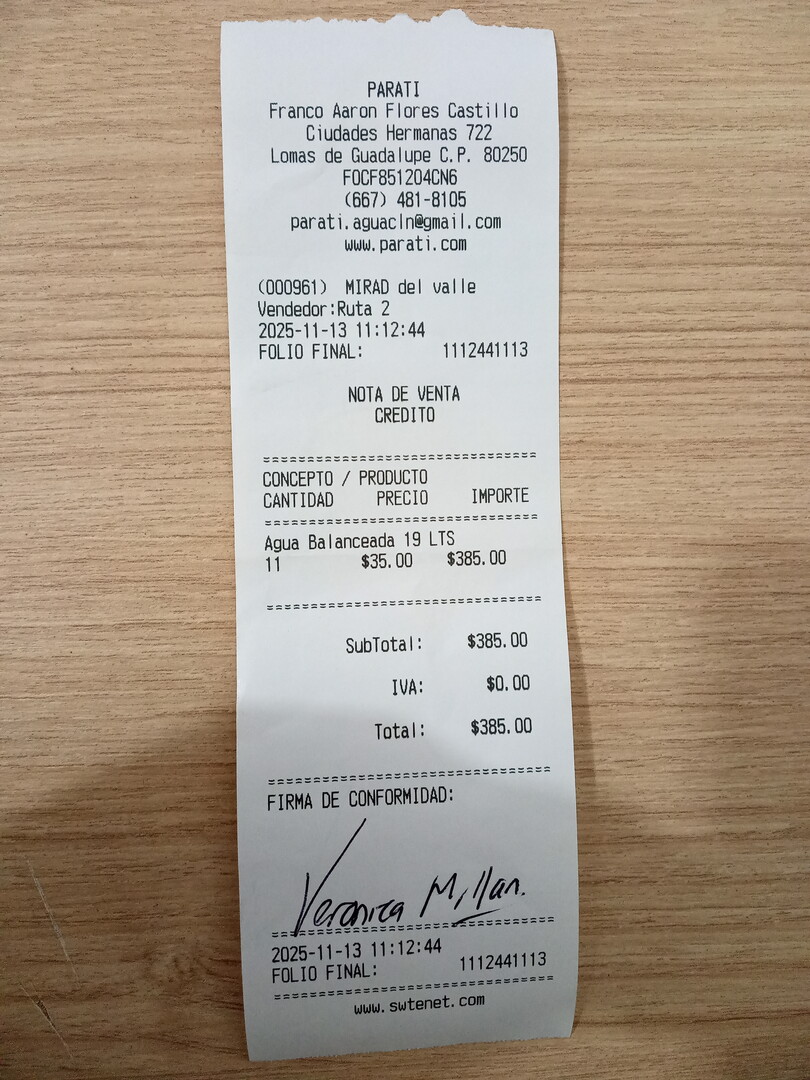 PARATI
Franco Aaron Flores Castillo
Ciudades Hermanas 722
Lomas de Guadalupe C.P. 80250
FOCF851204CN6
(667) 481-8105
parati.aguacln@gmail.com
www.parati.com
(000961) MIRAD del valle
Vendedor:Ruta 2
2025-11-13 11:12:44
FOLIO FINAL: 1112441113
NOTA DE VENTA
CREDITO
CONCEPTO / PRODUCTO
CANTIDAD PRECIO IMPORTE
Agua Balanceada 19 LTS
11 $35.00 $385.00
SubTotal: $385.00
IVA: $0.00
Total: $385.00
FIRMA DE CONFORMIDAD:
Veronica Millan.
2025-11-13 11:12:44
FOLIO FINAL: 1112441113
www.swtenet.com